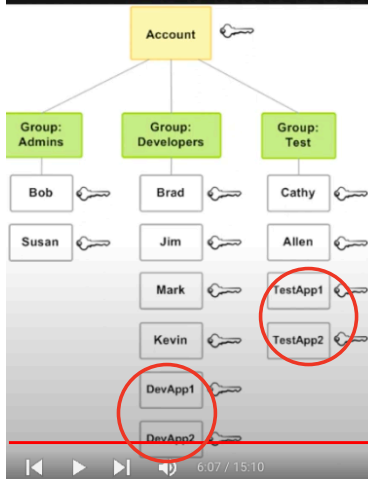 Account
Group:
Admins
Group:
Developers
Group:
Test
Bob
Brad
Cathy
Susan
Jim
Allen
Mark
TestApp1
Kevin
TestApp2
DevApp1
DevApp2
6:07 / 15:10